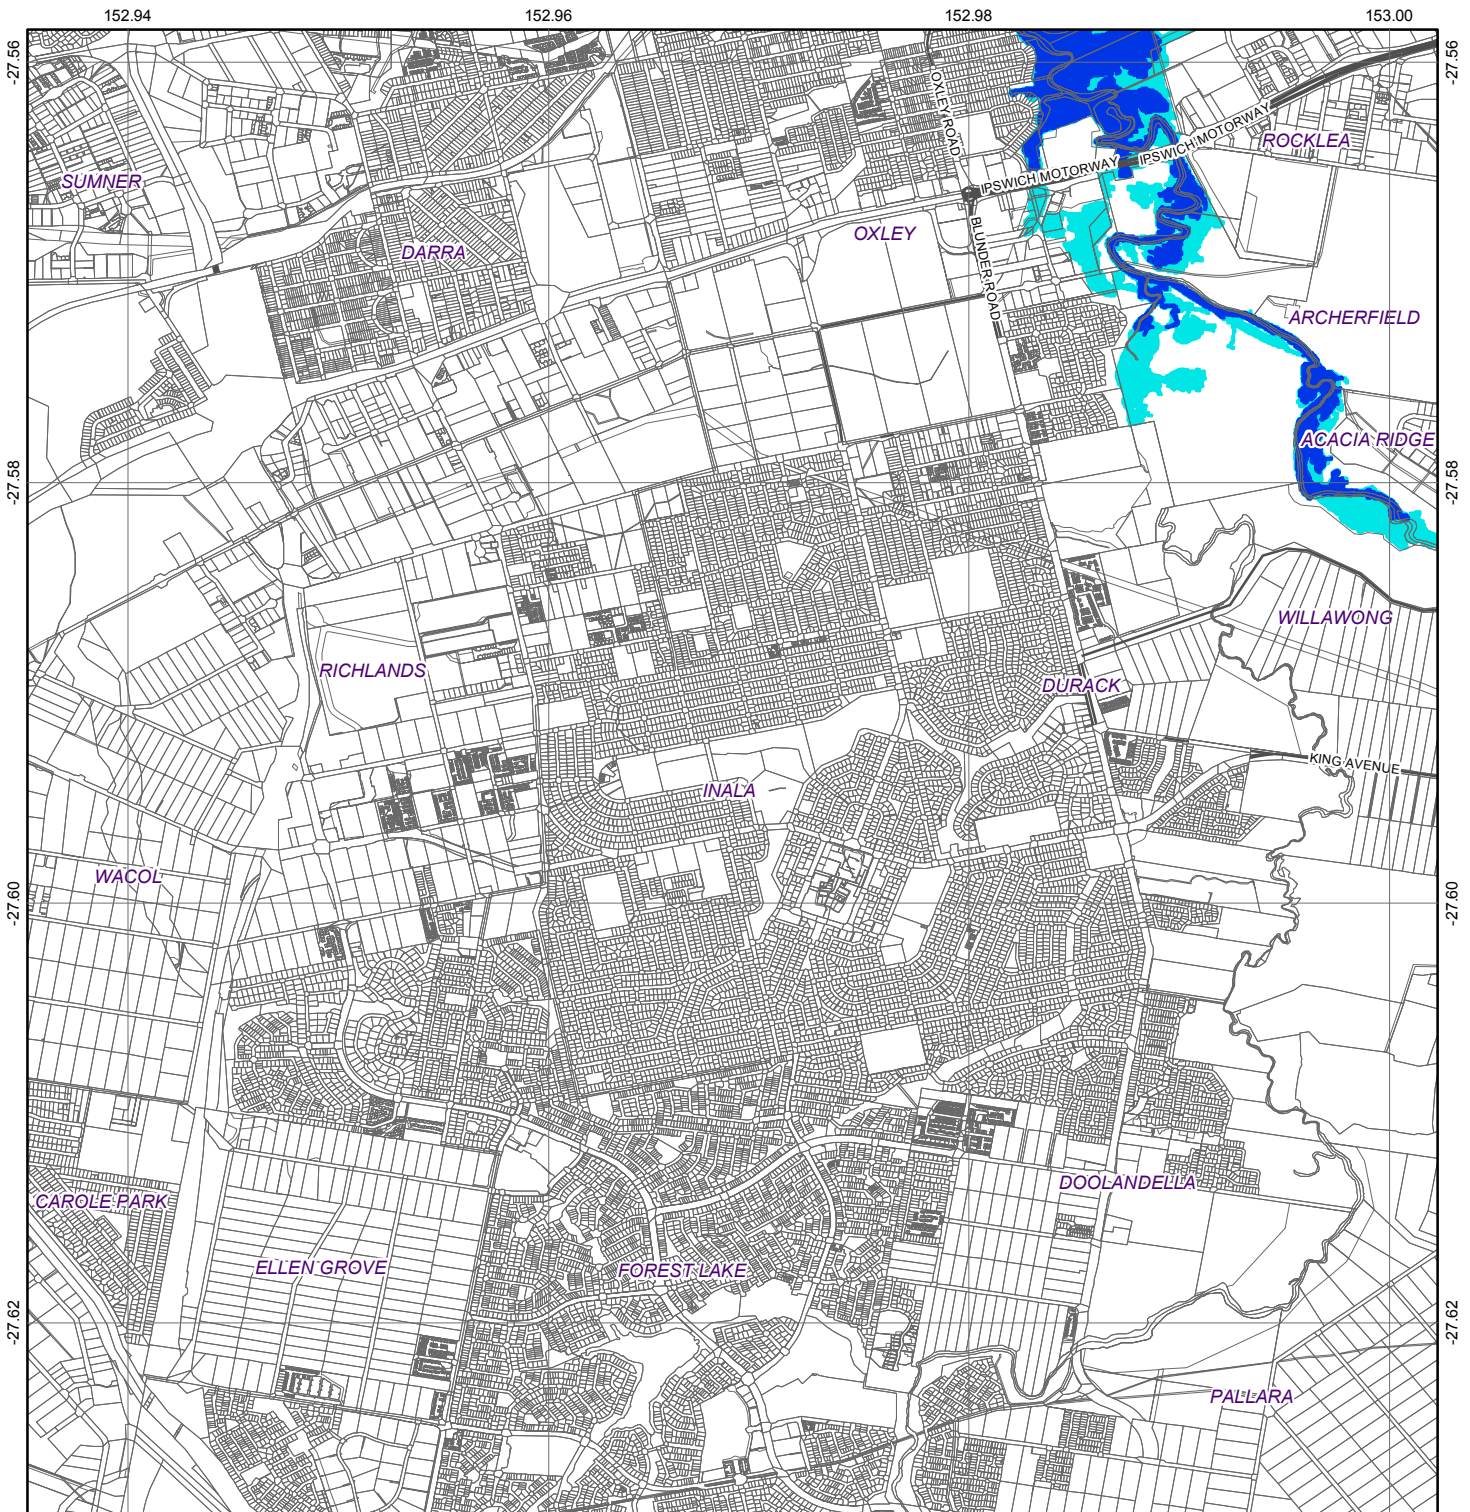 152.94
152.96
152.98
153.00
-27.56
-27.56
OXLEY ROAD
IPSWICH MOTORWAY
ROCKLEA
IPSWICH MOTORWAY
SUMNER
BLUNDER ROAD
OXLEY
DARRA
ARCHERFIELD
ACACIA RIDGE
-27.58
-27.58
WILLAWONG
RICHLANDS
DURACK
KING AVENUE
INALA
WACOL
-27.60
-27.60
DOOLANDELLA
CAROLE PARK
ELLEN GROVE
FOREST LAKE
-27.62
-27.62
PALLARA